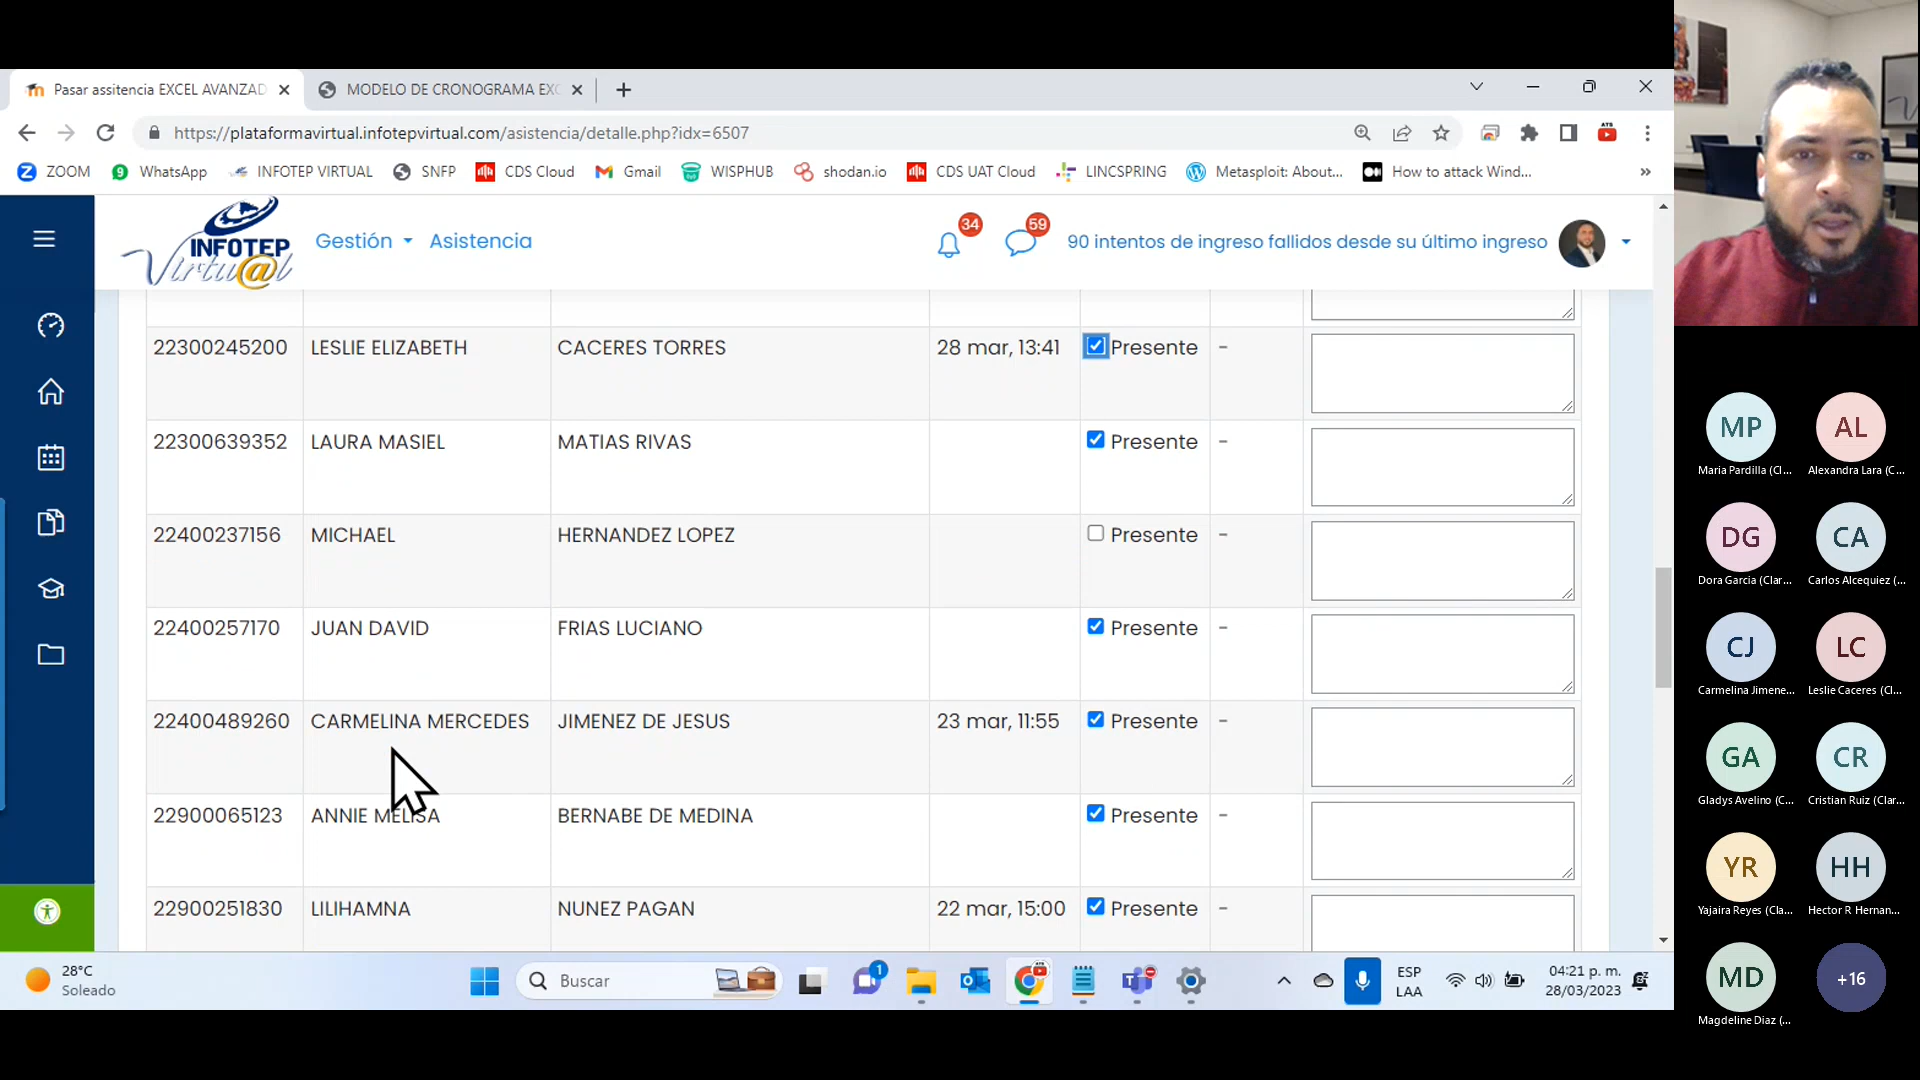 Pasar assitencia EXCEL AVANZAD
MODELO DE CRONOGRAMA EXC
https://plataformavirtual.infotepvirtual.com/asistencia/detalle.php?idx=6507
ZOOM
WhatsApp
INFOTEP VIRTUAL
SNFP
CDS Cloud
Gmail
WISPHUB
shodan.io
CDS UAT Cloud
LINCSPRING
Metasploit: About...
How to attack Wind...
INFOTEP
Virtu@l
Gestión
Asistencia
34
59
90 intentos de ingreso fallidos desde su último ingreso
22300245200 LESLIE ELIZABETH CACERES TORRES 28 mar, 13:41 Presente -
22300639352 LAURA MASIEL MATIAS RIVAS Presente -
22400237156 MICHAEL HERNANDEZ LOPEZ Presente -
22400257170 JUAN DAVID FRIAS LUCIANO Presente -
22400489260 CARMELINA MERCEDES JIMENEZ DE JESUS 23 mar, 11:55 Presente -
22900065123 ANNIE MELISA BERNABE DE MEDINA Presente -
22900251830 LILIHAMNA NUNEZ PAGAN 22 mar, 15:00 Presente -
28°C
Soleado
Buscar
1
ESP
LAA
04:21 p. m.
28/03/2023
MP AL
Maria Pardilla (Cl... Alexandra Lara (C...
DG CA
Dora Garcia (Clar... Carlos Alcequiez (...
CJ LC
Carmelina Jimene... Leslie Caceres (Cl...
GA CR
Gladys Avelino (C... Cristian Ruiz (Clar...
YR HH
Yajaira Reyes (Cla... Hector R Hernan...
MD +16
Magdeline Diaz (...